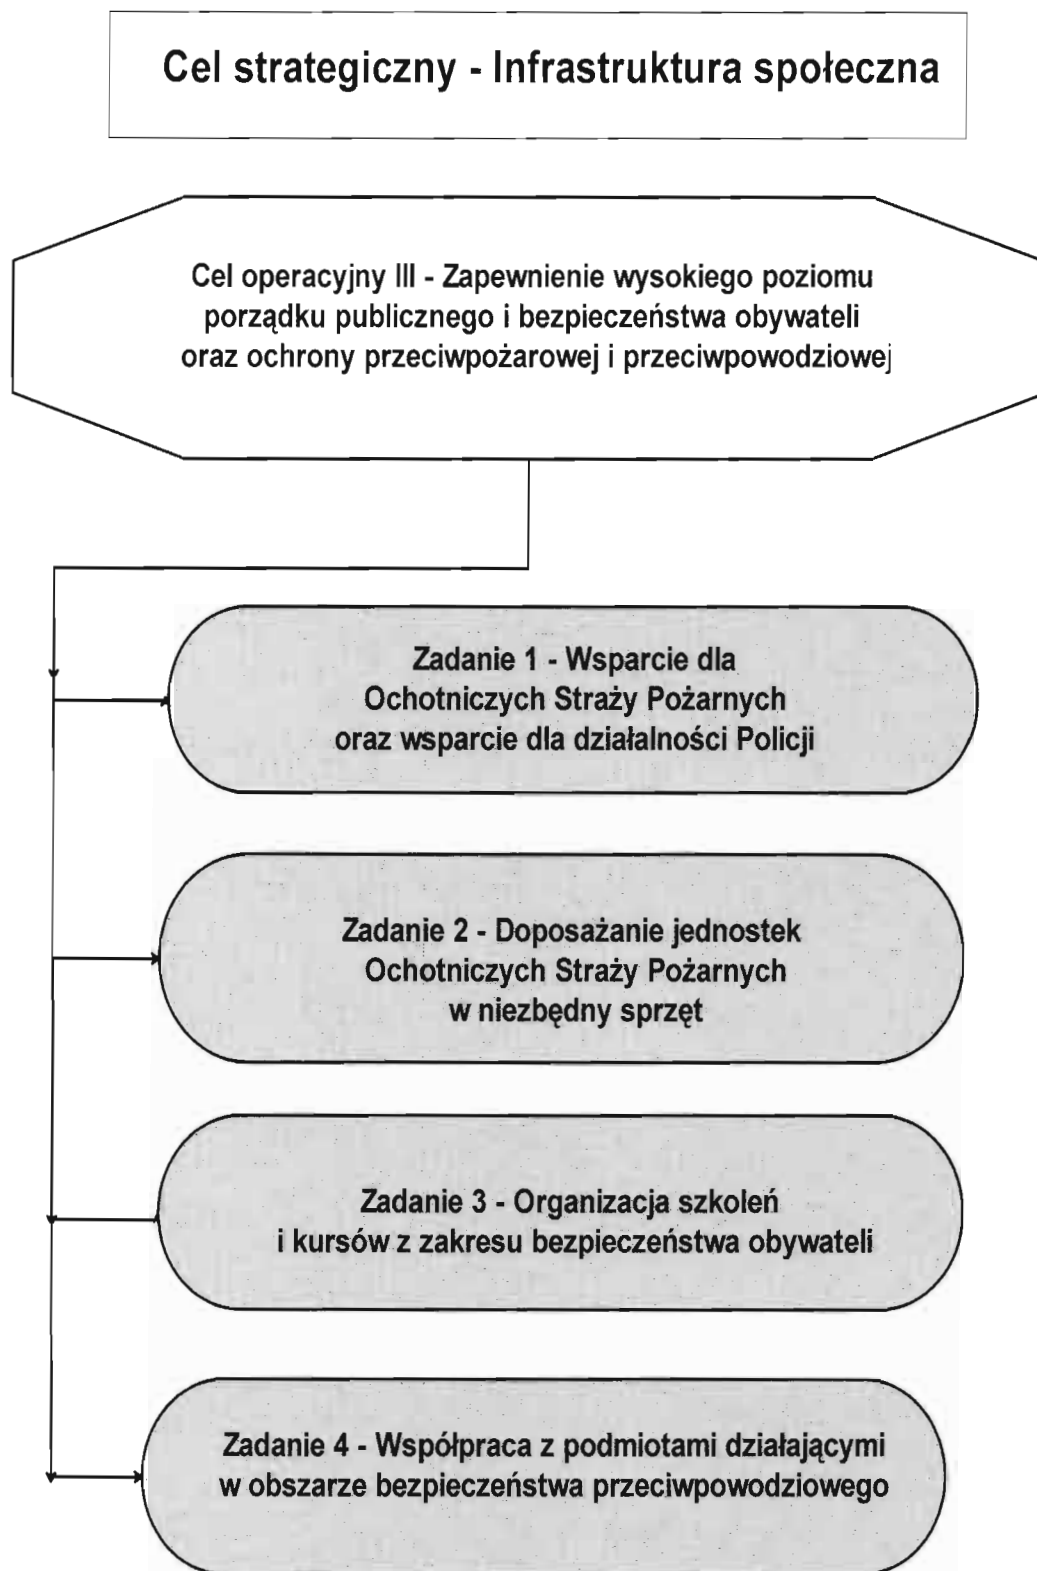 Cel strategiczny - Infrastruktura społeczna
Cel operacyjny III - Zapewnienie wysokiego poziomu
porządku publicznego i bezpieczeństwa obywateli
oraz ochrony przeciwpożarowej i przeciwpowodziowej
Zadanie 1 - Wsparcie dla
Ochotniczych Straży Pożarnych
oraz wsparcie dla działalności Policji
Zadanie 2 - Doposażanie jednostek
Ochotniczych Straży Pożarnych
w niezbędny sprzęt
Zadanie 3 - Organizacja szkoleń
i kursów z zakresu bezpieczeństwa obywateli
Zadanie 4 - Współpraca z podmiotami działającymi
w obszarze bezpieczeństwa przeciwpowodziowego